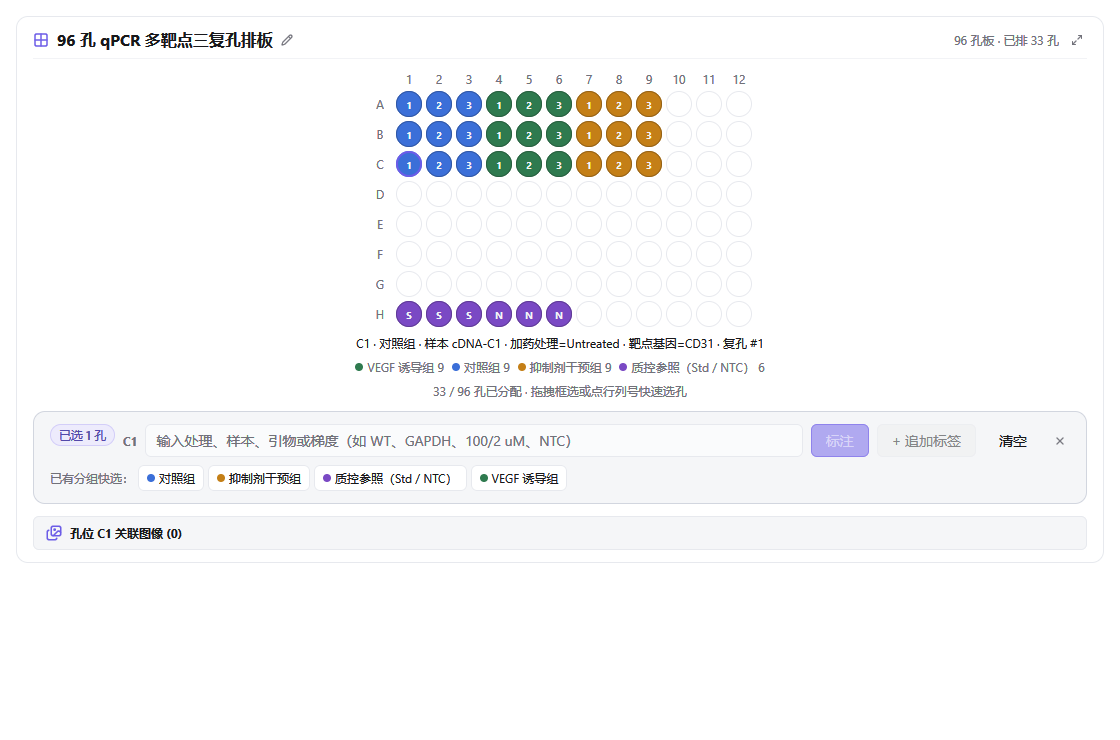 96 孔 qPCR 多靶点三复孔排板
96 孔板 · 已排 33 孔
1 2 3 4 5 6 7 8 9 10 11 12
A 1 2 3 1 2 3 1 2 3
B 1 2 3 1 2 3 1 2 3
C 1 2 3 1 2 3 1 2 3
D
E
F
G
H S S S N N N
C1 · 对照组 · 样本 cDNA-C1 · 加药处理=Untreated · 靶点基因=CD31 · 复孔 #1
VEGF 诱导组 9 对照组 9 抑制剂干预组 9 质控参照（Std / NTC） 6
33 / 96 孔已分配 · 拖拽框选或点行列号快速选孔
已选 1 孔 C1 输入处理、样本、引物或梯度（如 WT、GAPDH、100/2 uM、NTC） 标注 + 追加标签 清空 ×
已有分组快选： 对照组 抑制剂干预组 质控参照（Std / NTC） VEGF 诱导组
孔位 C1 关联图像 (0)